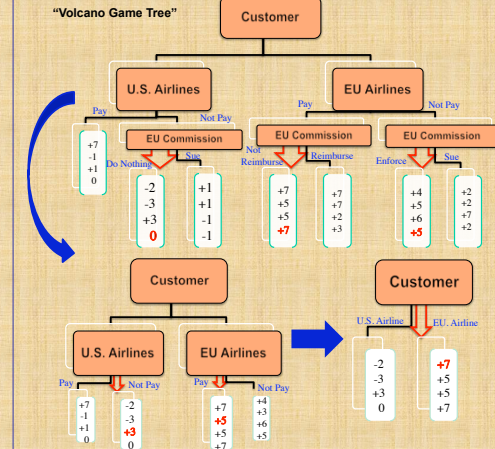 “Volcano Game Tree”
Customer
U.S. Airlines
EU Airlines
Pay
Not Pay
Pay
Not Pay
EU Commission
EU Commission
EU Commission
Do Nothing
Sue
Not
Reimburse
Reimburse
Enforce
Sue
+7
-1
+1
0
-2
-3
+3
0
+1
+1
-1
-1
+7
+5
+5
+7
+7
+7
+2
+3
+4
+5
+6
+5
+2
+2
+7
+2
Customer
U.S. Airlines
EU Airlines
Pay
Not Pay
Pay
Not Pay
+7
-1
+1
0
-2
-3
+3
0
+7
+5
+5
+7
+4
+3
+6
+5
Customer
U.S. Airline
EU. Airline
-2
-3
+3
0
+7
+5
+5
+7